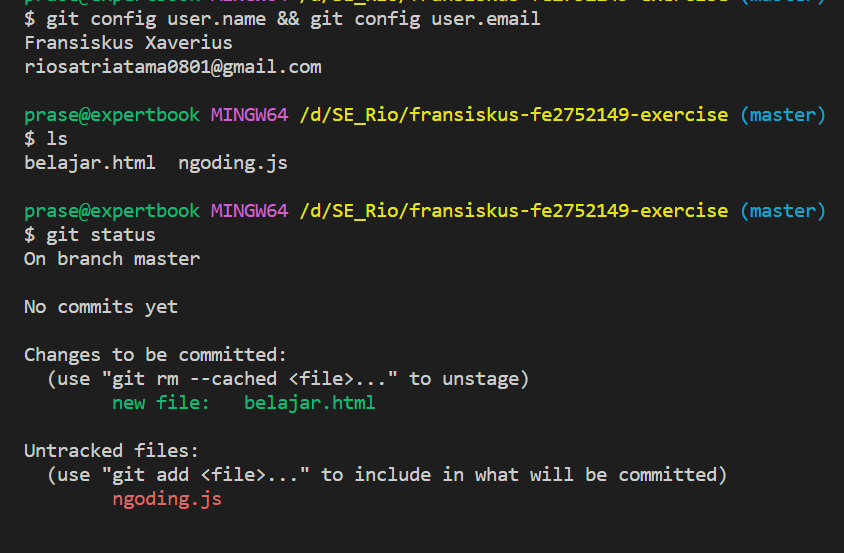 $ git config user.name && git config user.email
Fransiskus Xaverius
riosatriatama0801@gmail.com
prase@expertbook MINGW64 /d/SE_Rio/fransiskus-fe2752149-exercise (master)
$ ls
belajar.html  ngoding.js
prase@expertbook MINGW64 /d/SE_Rio/fransiskus-fe2752149-exercise (master)
$ git status
On branch master
No commits yet
Changes to be committed:
  (use "git rm --cached <file>..." to unstage)
        new file:   belajar.html
Untracked files:
  (use "git add <file>..." to include in what will be committed)
        ngoding.js